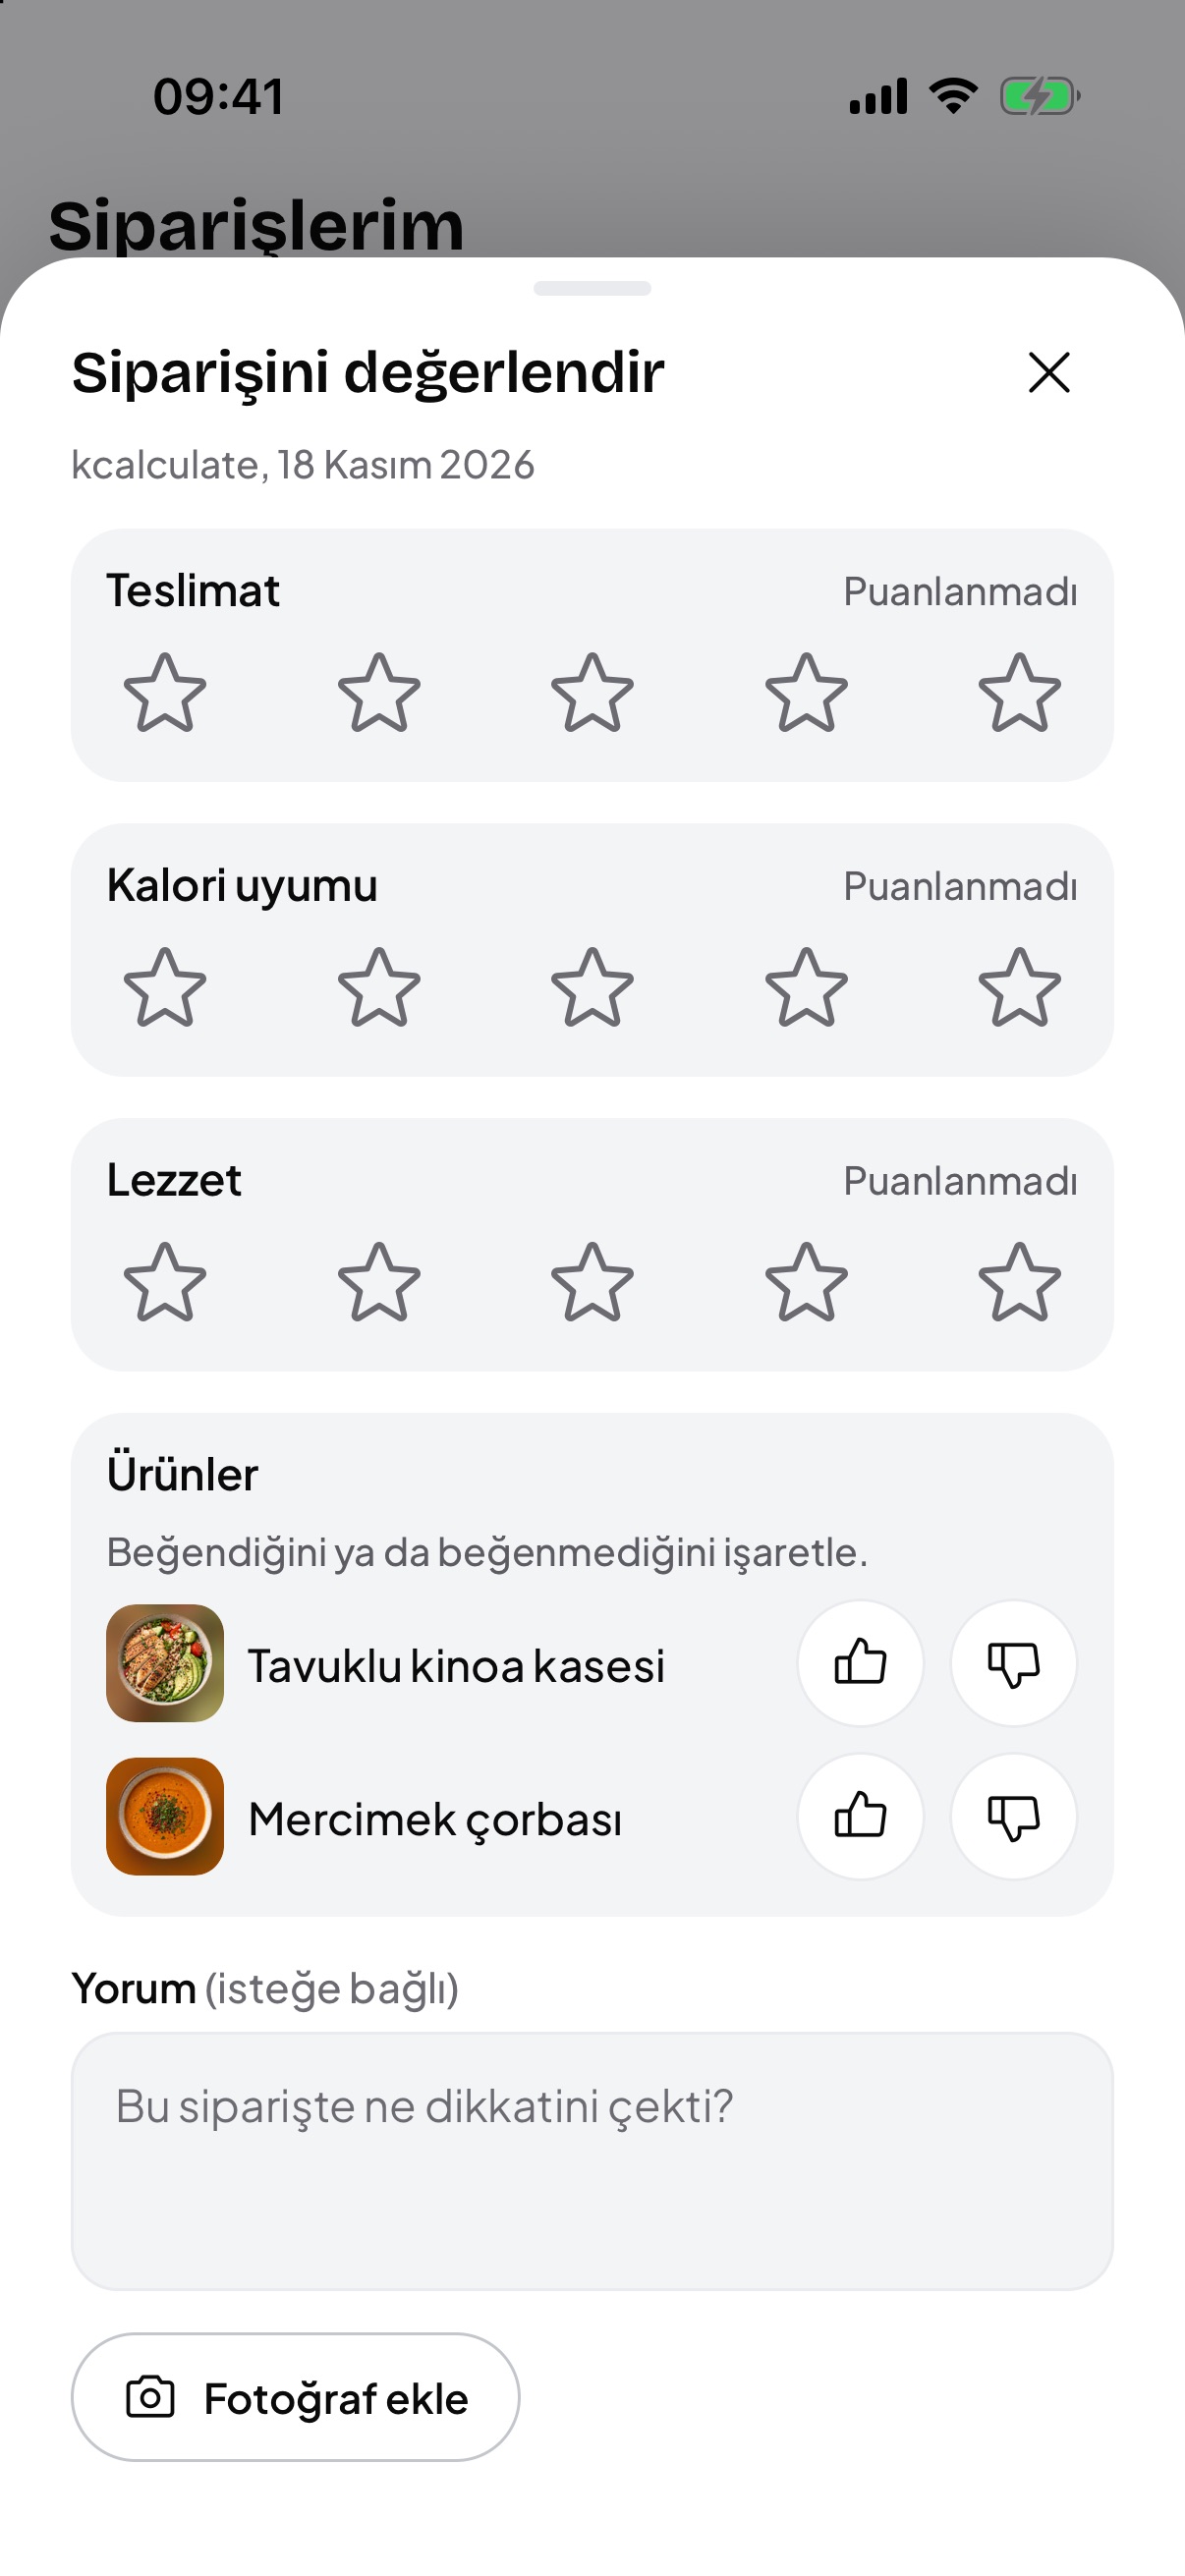 09:41
Siparişlerim
Siparişini değerlendir
kcalculate, 18 Kasım 2026
Teslimat
Puanlanmadı
Kalori uyumu
Puanlanmadı
Lezzet
Puanlanmadı
Ürünler
Beğendiğini ya da beğenmediğini işaretle.
Tavuklu kinoa kasesi
Mercimek çorbası
Yorum (isteğe bağlı)
Bu siparişte ne dikkatini çekti?
Fotoğraf ekle